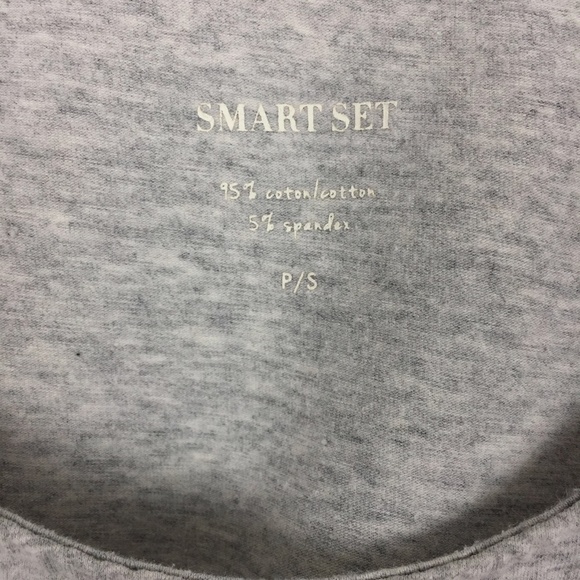 SMART SET
95% coton/cotton
5% spandex
P/S